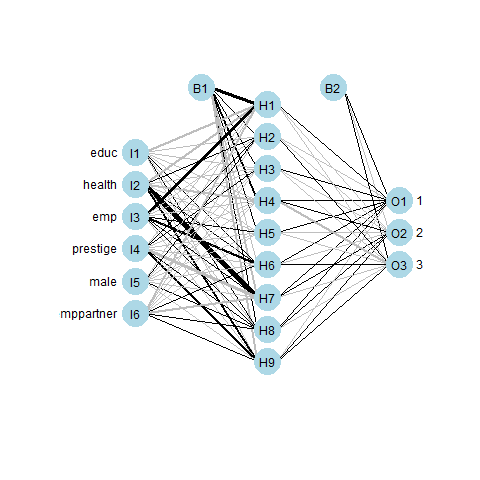 B1
B2
H1
H2
educ I1
H3
health I2
H4 O1 1
emp I3
H5 O2 2
prestige I4
H6 O3 3
male I5
H7
mppartner I6
H8
H9